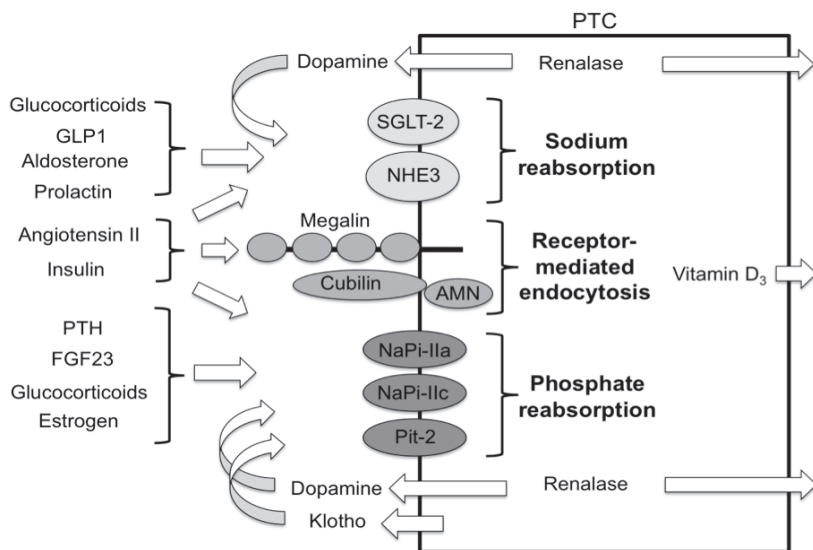 PTC
Dopamine
Renalase
Glucocorticoids
GLP1
Aldosterone
Prolactin
SGLT-2
NHE3
Sodium
reabsorption
Angiotensin II
Insulin
Megalin
Cubilin
AMN
Receptor-
mediated
endocytosis
Vitamin D₃
PTH
FGF23
Glucocorticoids
Estrogen
NaPi-IIa
NaPi-IIc
Pit-2
Phosphate
reabsorption
Dopamine
Renalase
Klotho